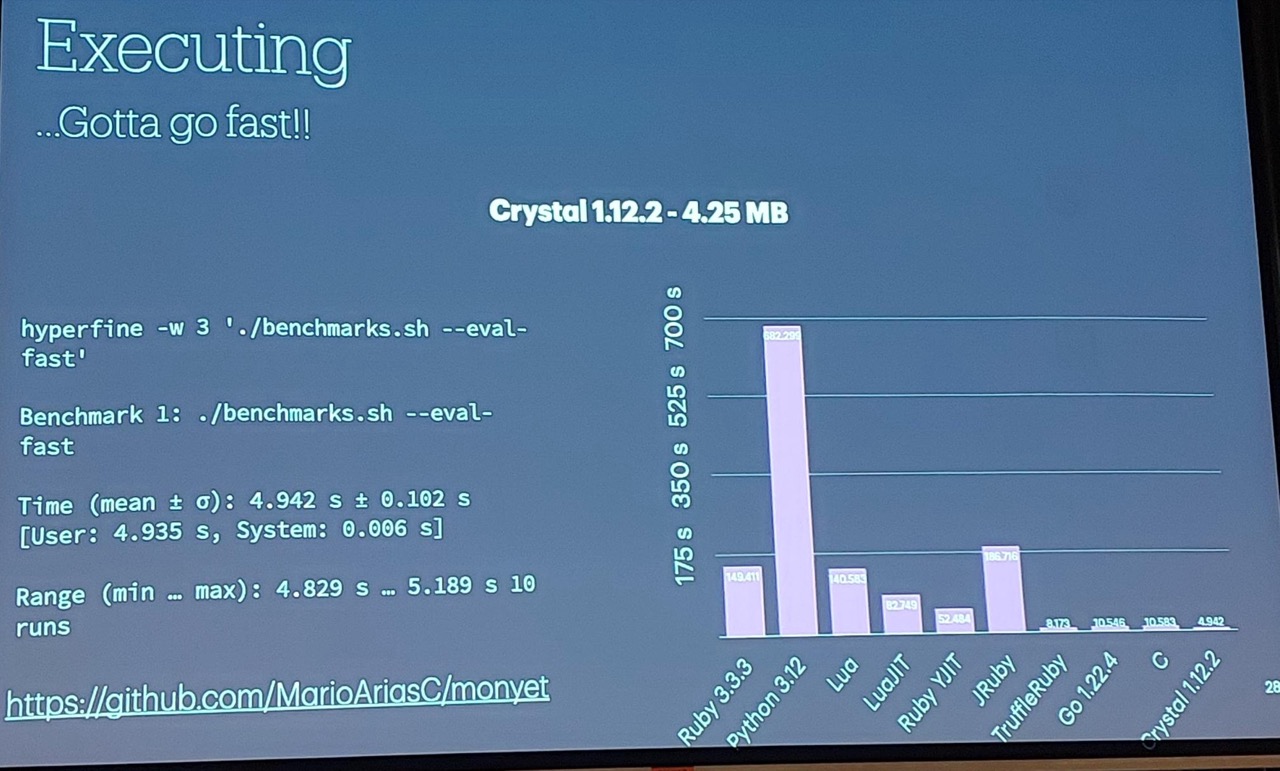 Executing
...Gotta go fast!!
Crystal 1.12.2 - 4.25 MB
hyperfine -w 3 './benchmarks.sh --eval-
fast'
Benchmark 1: ./benchmarks.sh --eval-
fast
Time (mean ± σ): 4.942 s ± 0.102 s
[User: 4.935 s, System: 0.006 s]
Range (min … max): 4.829 s … 5.189 s 10
runs
https://github.com/MarioAriasC/monyet
700 s
525 s
350 s
175 s
149.411
140.583
82.749
52.484
186.716
8.173
10.546
10.583
4.942
Ruby 3.3.3
Python 3.12
Lua
LuaJIT
Ruby YJIT
JRuby
TruffleRuby
Go 1.22.4
C
Crystal 1.12.2
28